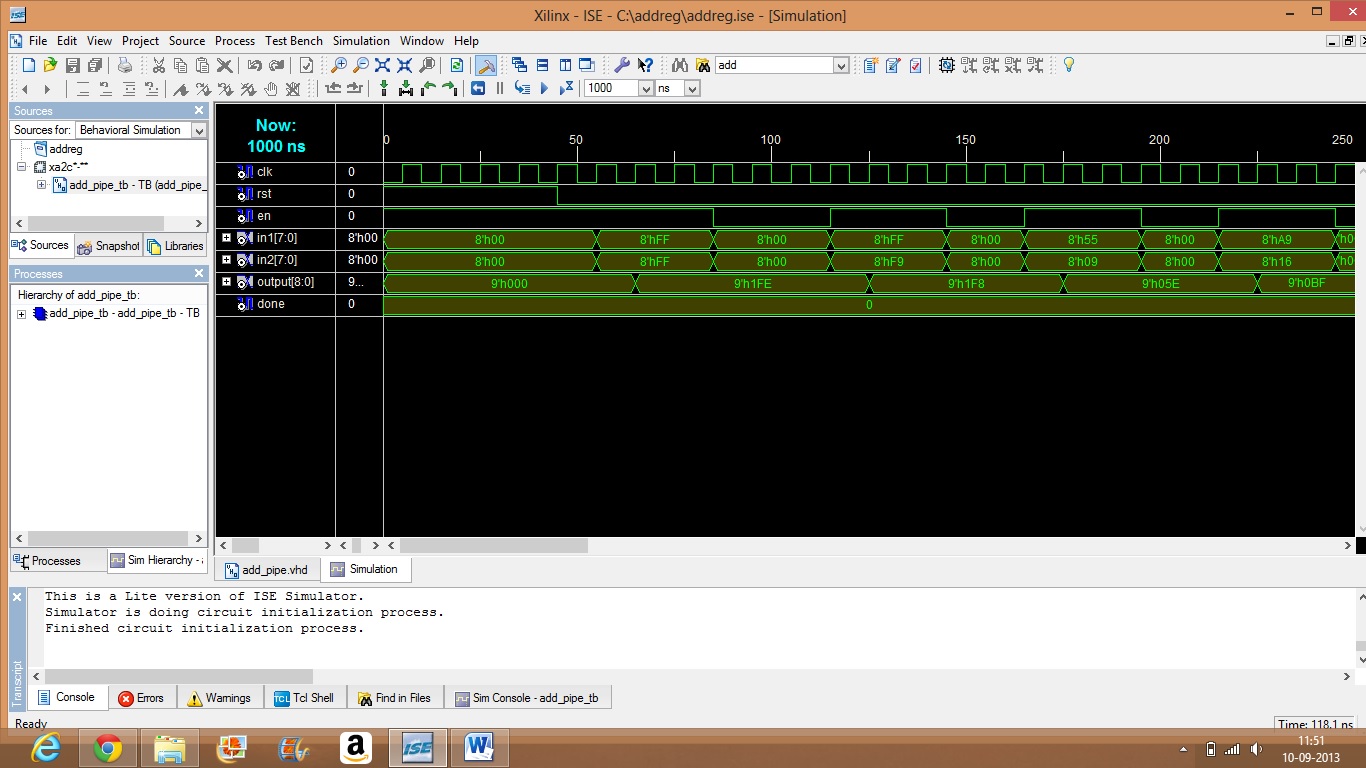 Xilinx - ISE - C:\addreg\addreg.ise - [Simulation]
File Edit View Project Source Process Test Bench Simulation Window Help
add
1000 ns
Sources
Sources for: Behavioral Simulation
addreg
xa2c*-**
add_pipe_tb - TB (add_pipe_
Sources Snapshot Libraries
Processes
Hierarchy of add_pipe_tb:
add_pipe_tb - add_pipe_tb - TB
Processes Sim Hierarchy -
Now:
1000 ns
0 50 100 150 200 250
clk 0
rst 0
en 0
in1[7:0] 8'h00 8'h00 8'hFF 8'h00 8'hFF 8'h00 8'h55 8'h00 8'hA9
in2[7:0] 8'h00 8'h00 8'hFF 8'h00 8'hF9 8'h00 8'h09 8'h00 8'h16
output[8:0] 9... 9'h000 9'h1FE 9'h1F8 9'h05E 9'h0BF
done 0 0
add_pipe.vhd Simulation
This is a Lite version of ISE Simulator.
Simulator is doing circuit initialization process.
Finished circuit initialization process.
Transcript
Console Errors Warnings TCL Tcl Shell Find in Files Sim Console - add_pipe_tb
Ready Time: 118.1 ns
ISE
11:51
10-09-2013